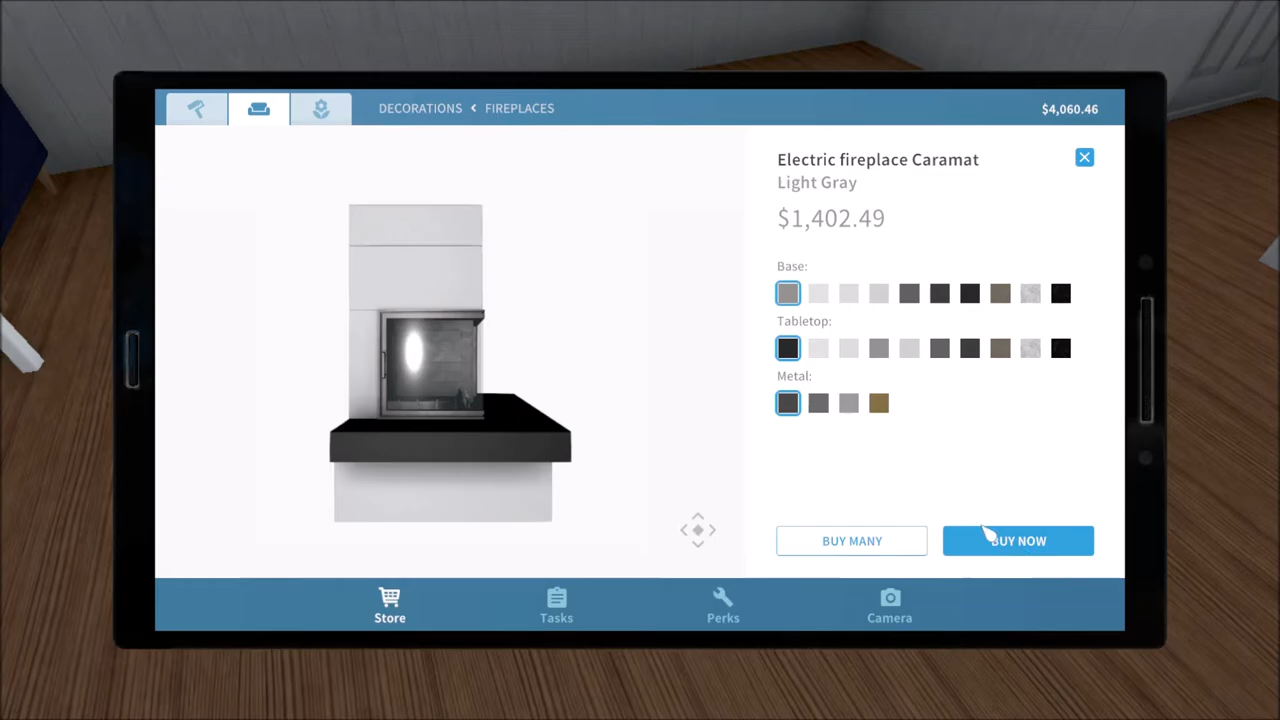 DECORATIONS < FIREPLACES
$4,060.46
Electric fireplace Caramat
Light Gray
$1,402.49
Base:
Tabletop:
Metal:
BUY MANY
BUY NOW
Store
Tasks
Perks
Camera